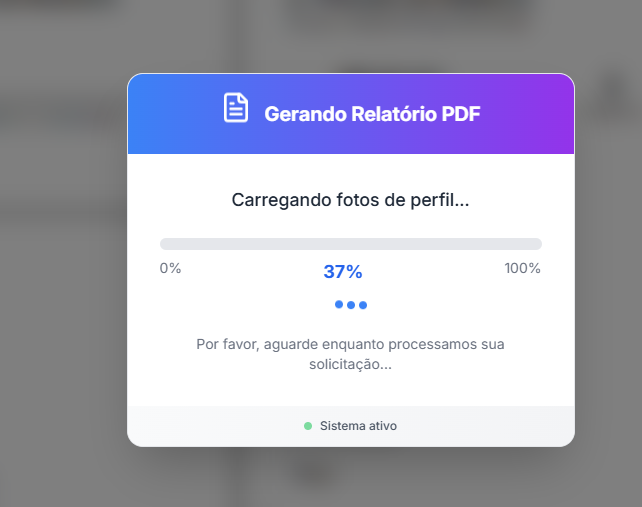 Gerando Relatório PDF
Carregando fotos de perfil...
0%
37%
100%
Por favor, aguarde enquanto processamos sua
solicitação...
Sistema ativo